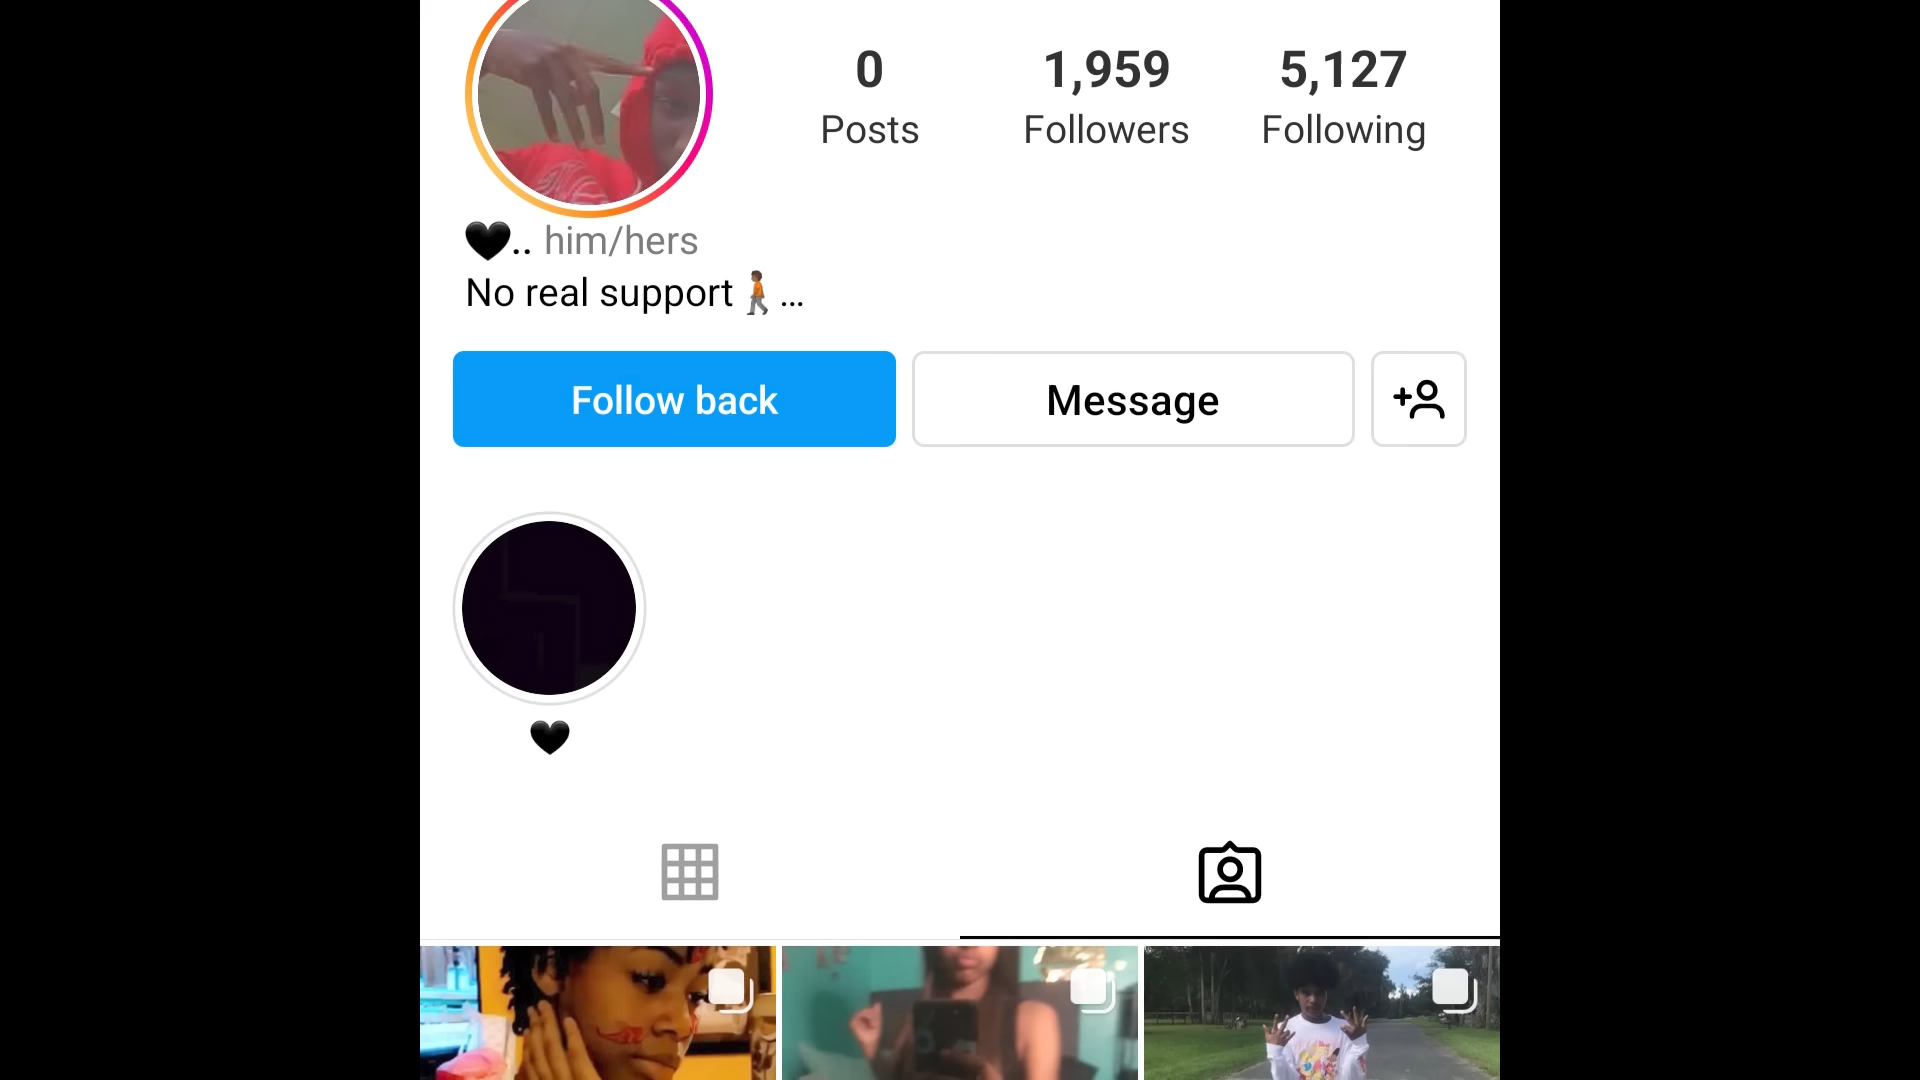 0 1,959 5,127
Posts Followers Following
🖤.. him/hers
No real support🚶🏾...
Follow back Message
🖤